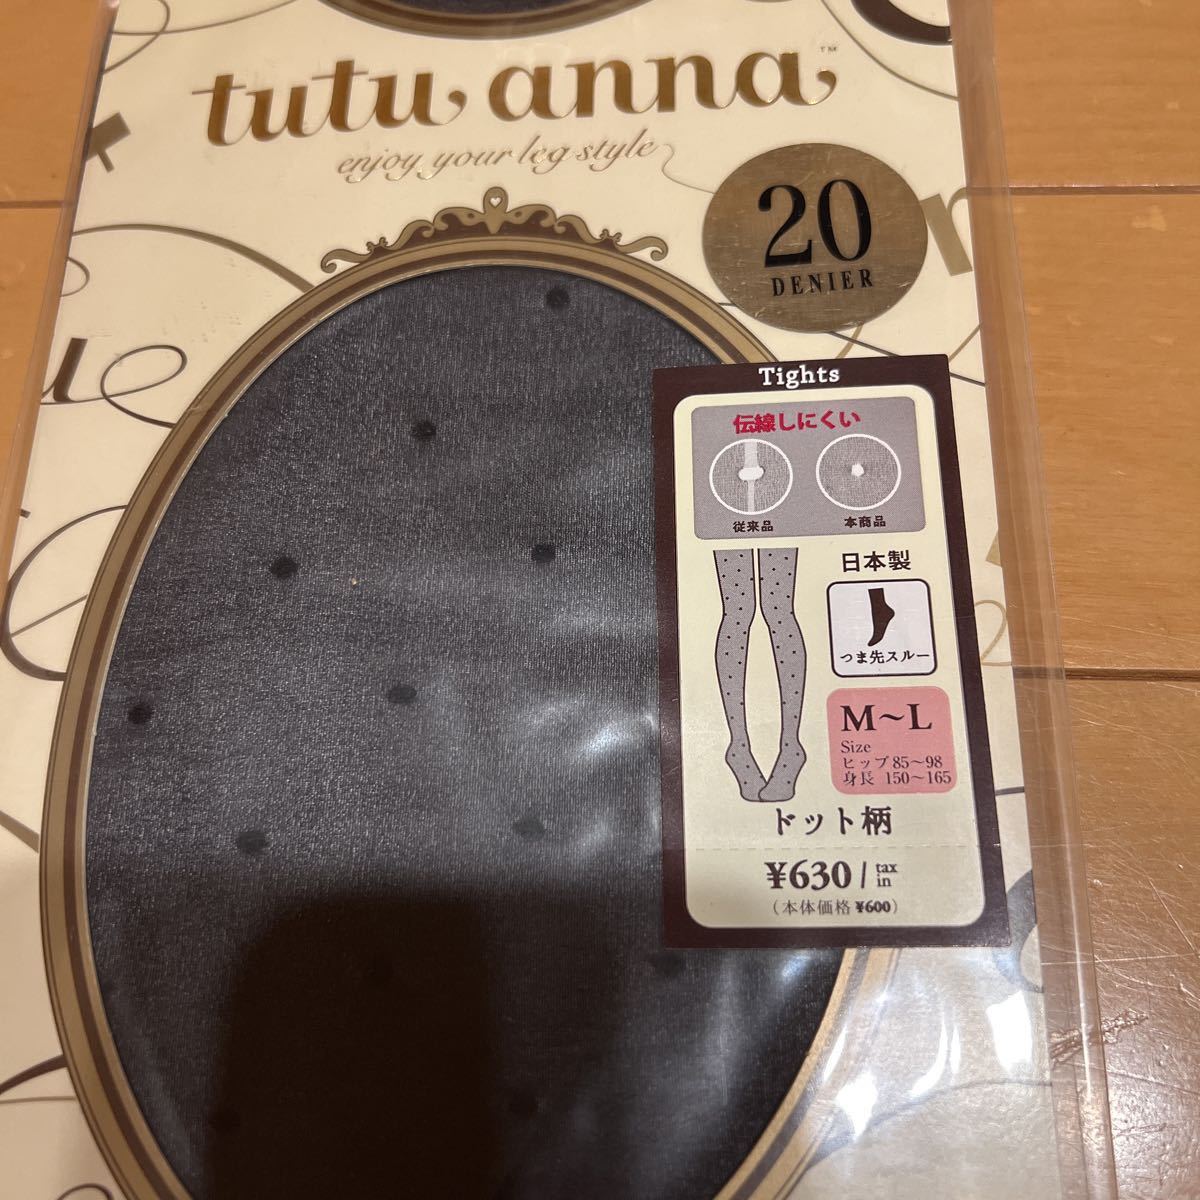 tutu anna™
enjoy your leg style
20
DENIER
Tights
伝線しにくい
従来品 本商品
日本製
つま先スルー
M～L
Size
ヒップ 85～98
身長 150～165
ドット柄
¥630/tax in
（本体価格 ¥600）